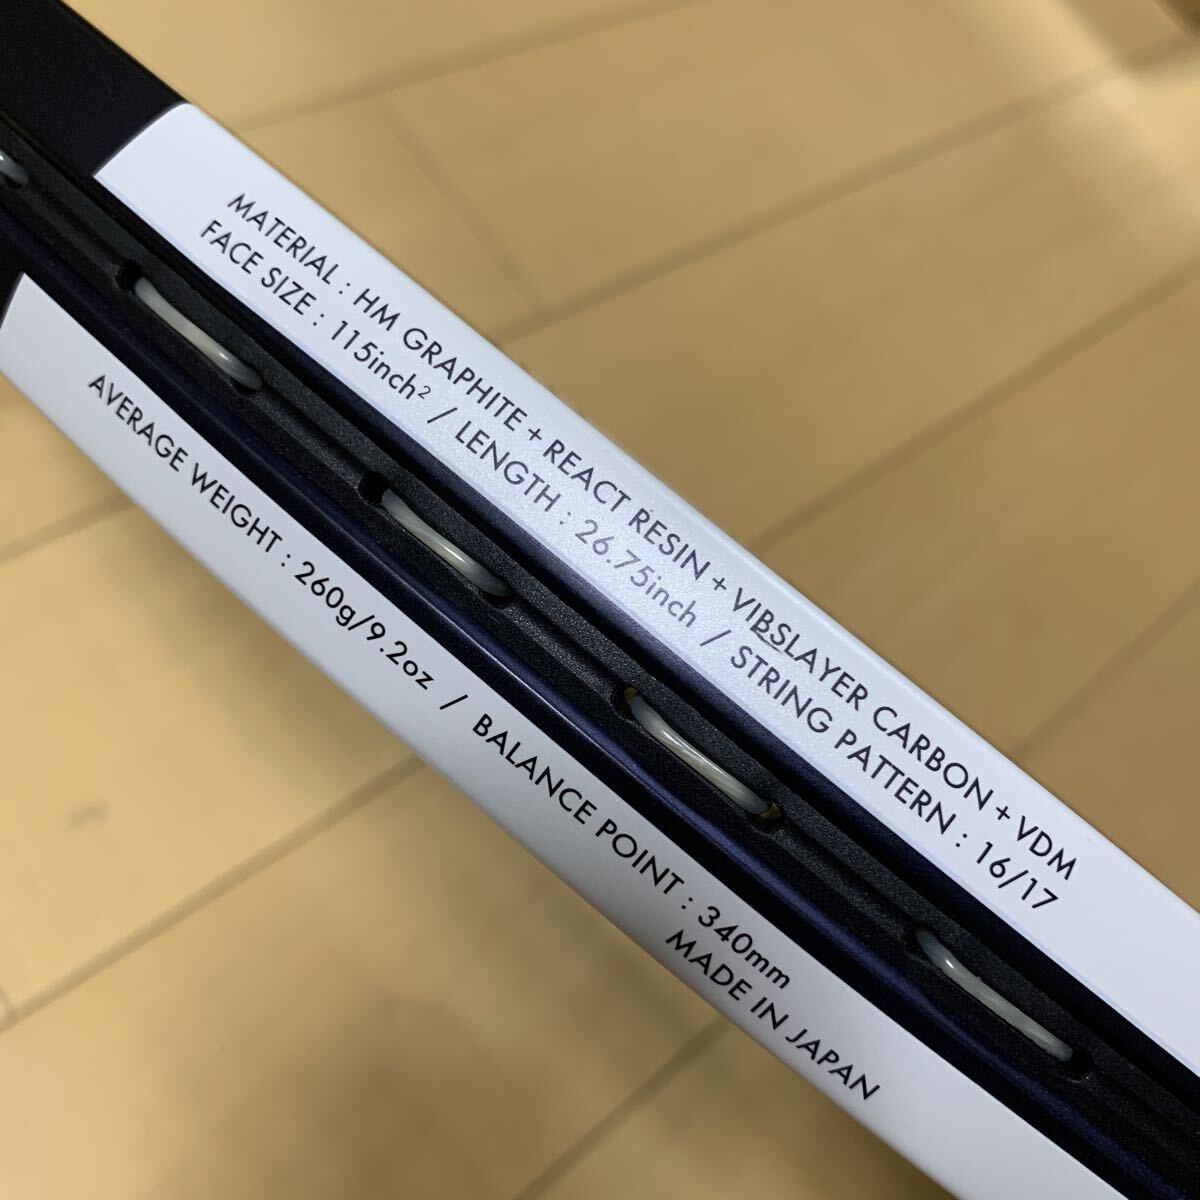 MATERIAL : HM GRAPHITE + REACT RESIN + VIBSLAYER CARBON + VDM
FACE SIZE : 115inch² / LENGTH : 26.75inch / STRING PATTERN : 16/17
AVERAGE WEIGHT : 260g/9.2oz / BALANCE POINT : 340mm
MADE IN JAPAN